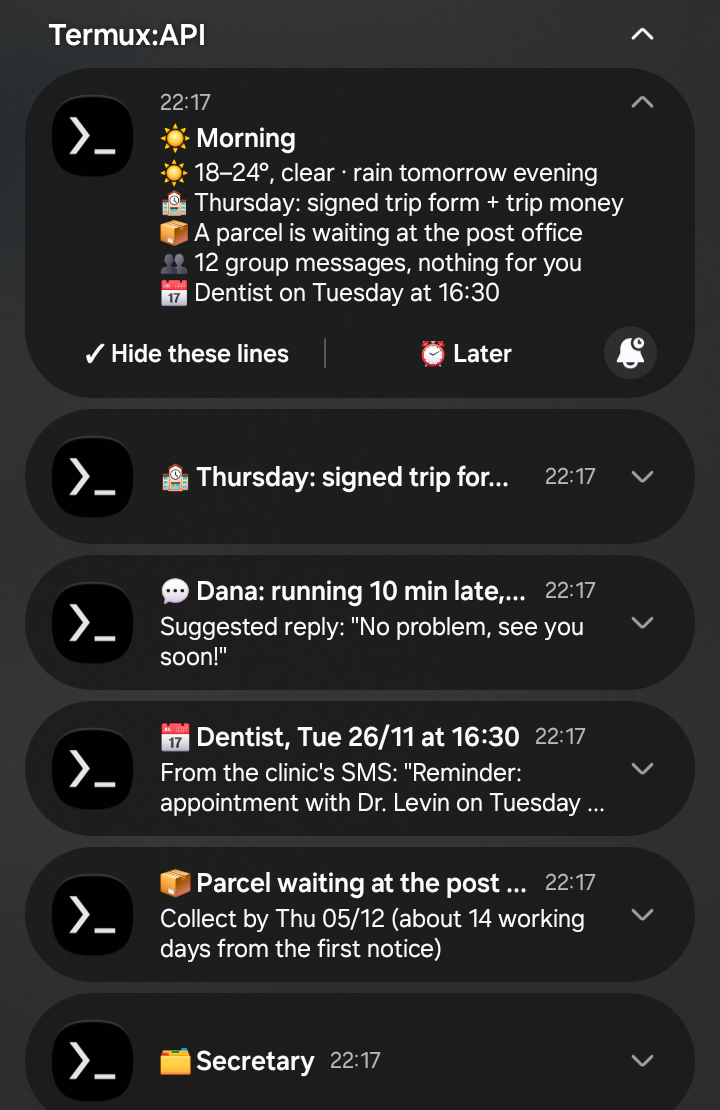 Termux:API
22:17
☀️ Morning
☀️ 18–24°, clear · rain tomorrow evening
🏫 Thursday: signed trip form + trip money
📦 A parcel is waiting at the post office
👥 12 group messages, nothing for you
📅 Dentist on Tuesday at 16:30
✓ Hide these lines
⏰ Later
🏫 Thursday: signed trip for... 22:17
💬 Dana: running 10 min late,... 22:17
Suggested reply: "No problem, see you
soon!"
📅 Dentist, Tue 26/11 at 16:30 22:17
From the clinic's SMS: "Reminder:
appointment with Dr. Levin on Tuesday ...
📦 Parcel waiting at the post ... 22:17
Collect by Thu 05/12 (about 14 working
days from the first notice)
🗂️ Secretary 22:17